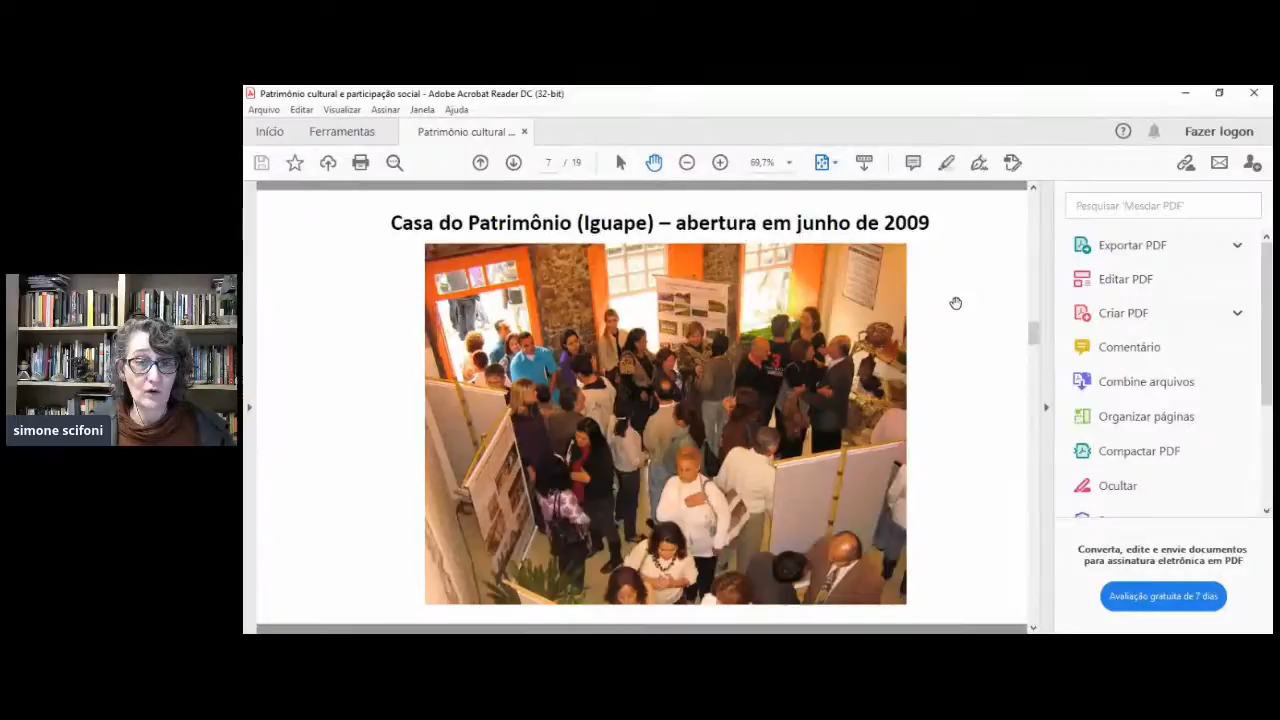 Patrimônio cultural e participação social - Adobe Acrobat Reader DC (32-bit)
Arquivo Editar Visualizar Assinar Janela Ajuda
Início Ferramentas Patrimônio cultural ... ×
Fazer logon
7 / 19
69,7%
Pesquisar 'Mesclar PDF'
Casa do Patrimônio (Iguape) – abertura em junho de 2009
Exportar PDF
Editar PDF
Criar PDF
Comentário
Combine arquivos
Organizar páginas
Compactar PDF
Ocultar
Converta, edite e envie documentos
para assinatura eletrônica em PDF
Avaliação gratuita de 7 dias
simone scifoni